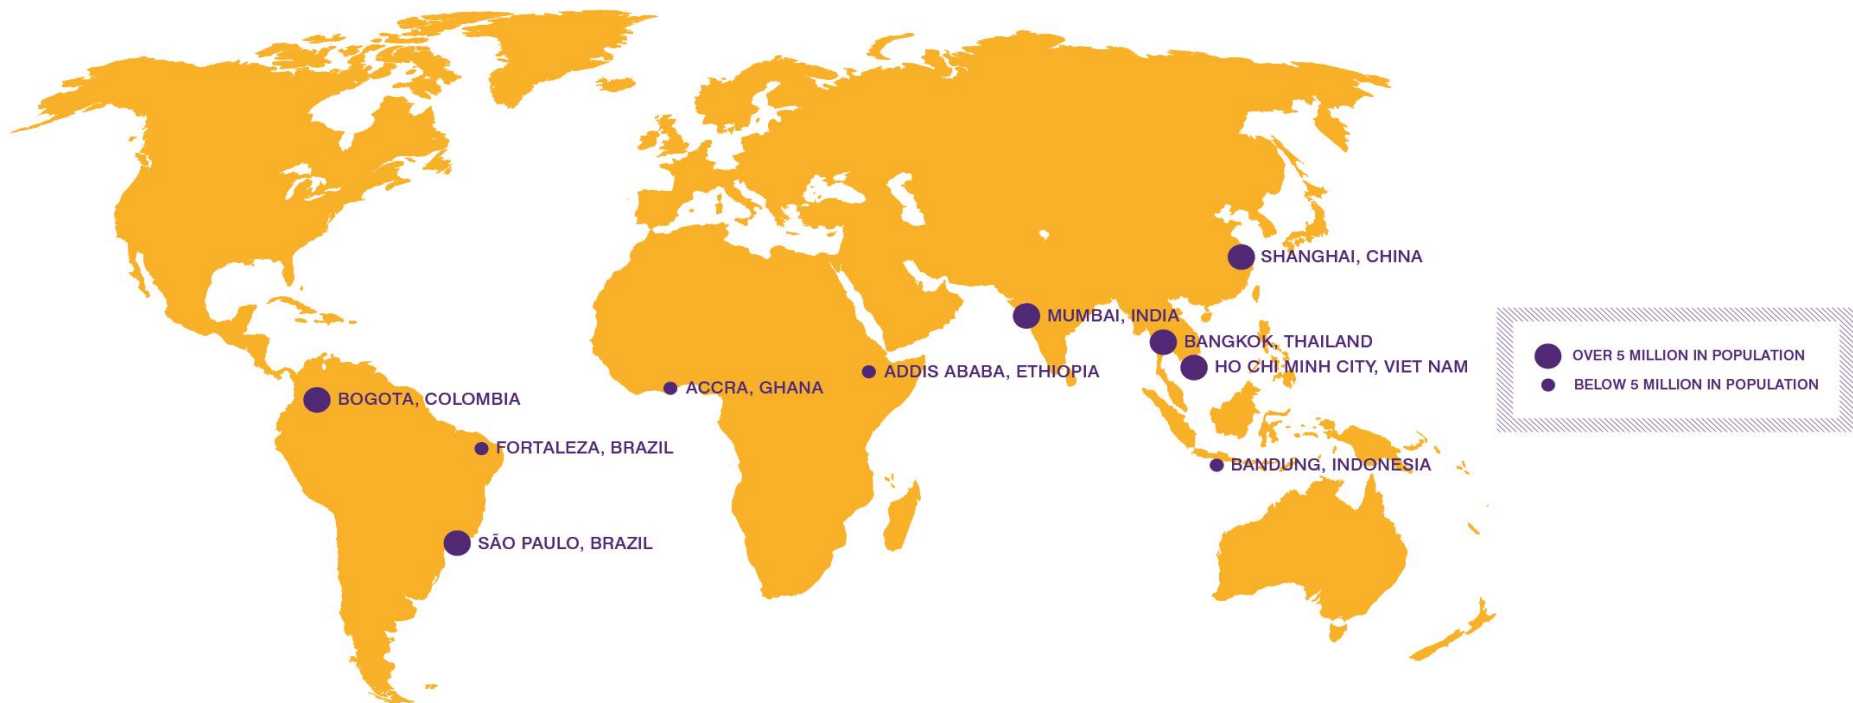 SHANGHAI, CHINA
MUMBAI, INDIA
BANGKOK, THAILAND
HO CHI MINH CITY, VIET NAM
ADDIS ABABA, ETHIOPIA
ACCRA, GHANA
BOGOTA, COLOMBIA
FORTALEZA, BRAZIL
BANDUNG, INDONESIA
SÃO PAULO, BRAZIL
OVER 5 MILLION IN POPULATION
BELOW 5 MILLION IN POPULATION